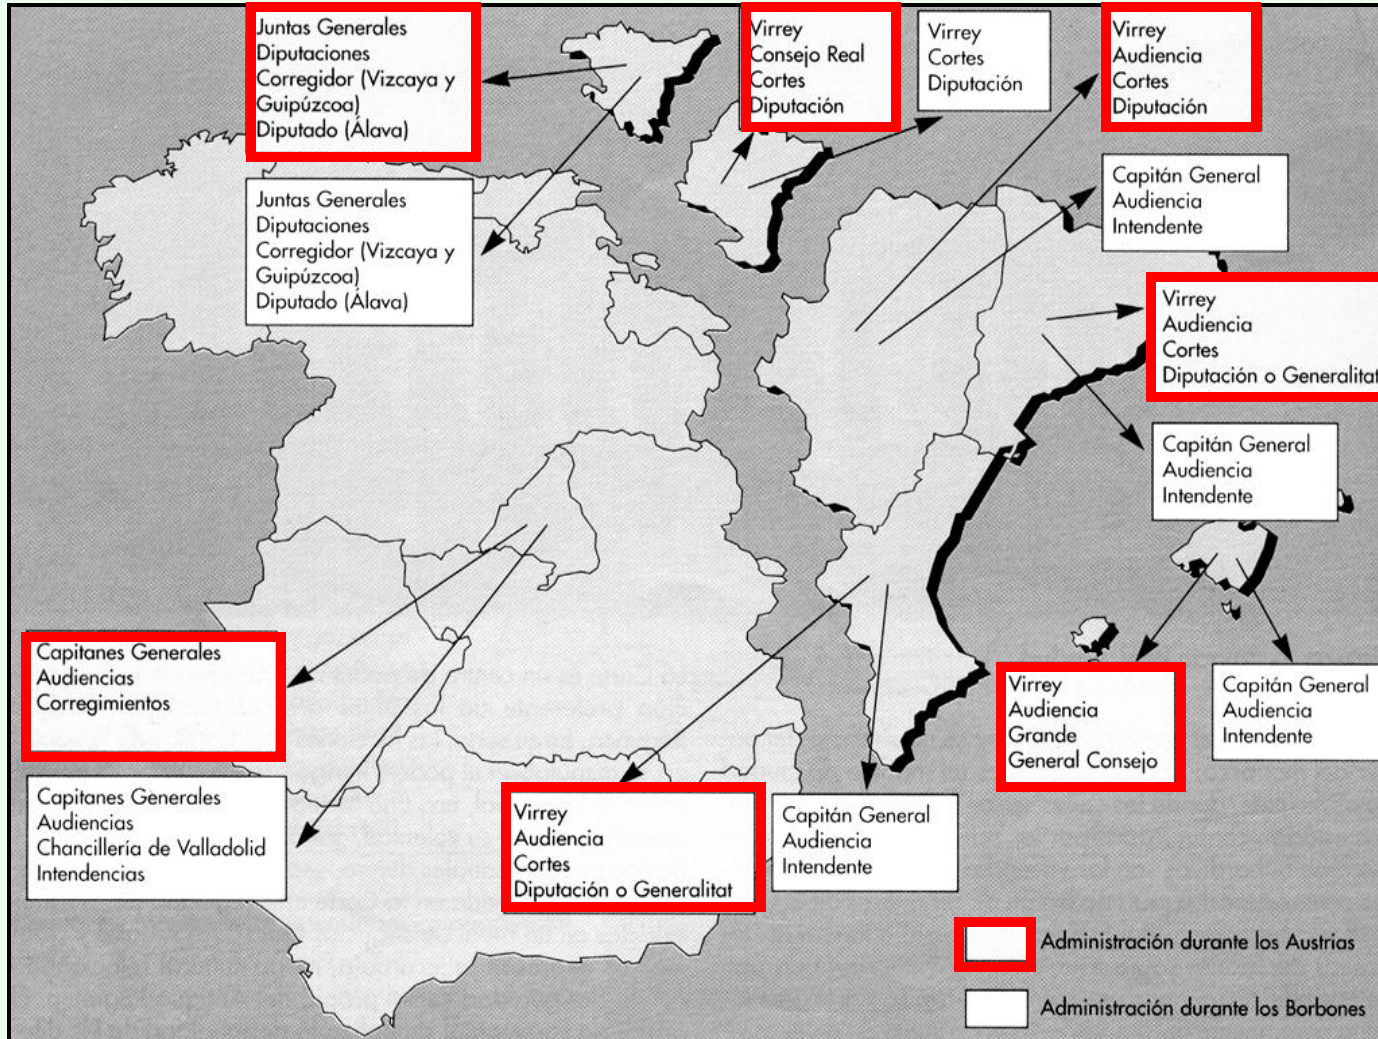 Juntas Generales
Diputaciones
Corregidor (Vizcaya y
Guipúzcoa)
Diputado (Álava)
Virrey
Consejo Real
Cortes
Diputación
Virrey
Cortes
Diputación
Virrey
Audiencia
Cortes
Diputación
Capitán General
Audiencia
Intendente
Juntas Generales
Diputaciones
Corregidor (Vizcaya y
Guipúzcoa)
Diputado (Álava)
Virrey
Audiencia
Cortes
Diputación o Generalitat
Capitán General
Audiencia
Intendente
Capitanes Generales
Audiencias
Corregimientos
Virrey
Audiencia
Grande
General Consejo
Capitán General
Audiencia
Intendente
Capitanes Generales
Audiencias
Chancillería de Valladolid
Intendencias
Virrey
Audiencia
Cortes
Diputación o Generalitat
Capitán General
Audiencia
Intendente
Administración durante los Austrias
Administración durante los Borbones